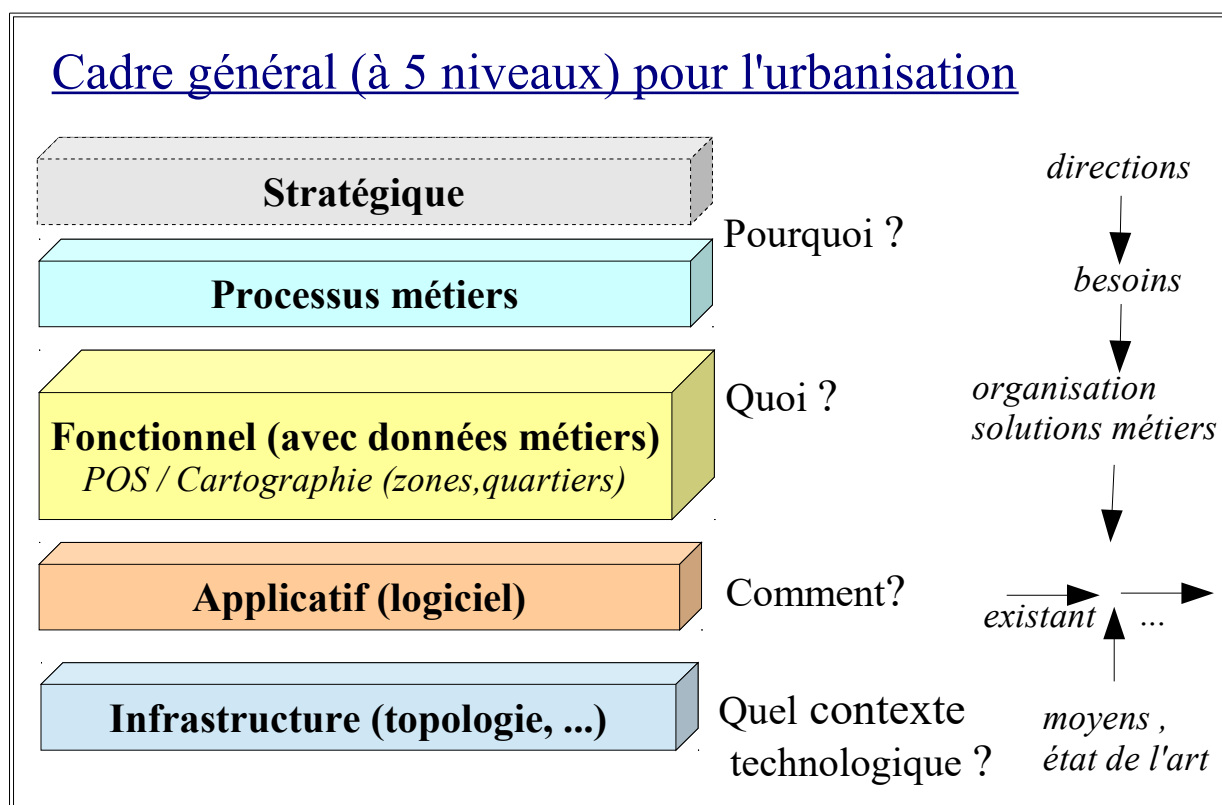 Cadre général (à 5 niveaux) pour l'urbanisation
Stratégique
Pourquoi ?
Processus métiers
Fonctionnel (avec données métiers)
POS / Cartographie (zones,quartiers)
Quoi ?
Applicatif (logiciel)
Comment?
Infrastructure (topologie, ...)
Quel contexte
technologique ?
directions
besoins
organisation
solutions métiers
existant
...
moyens ,
état de l'art